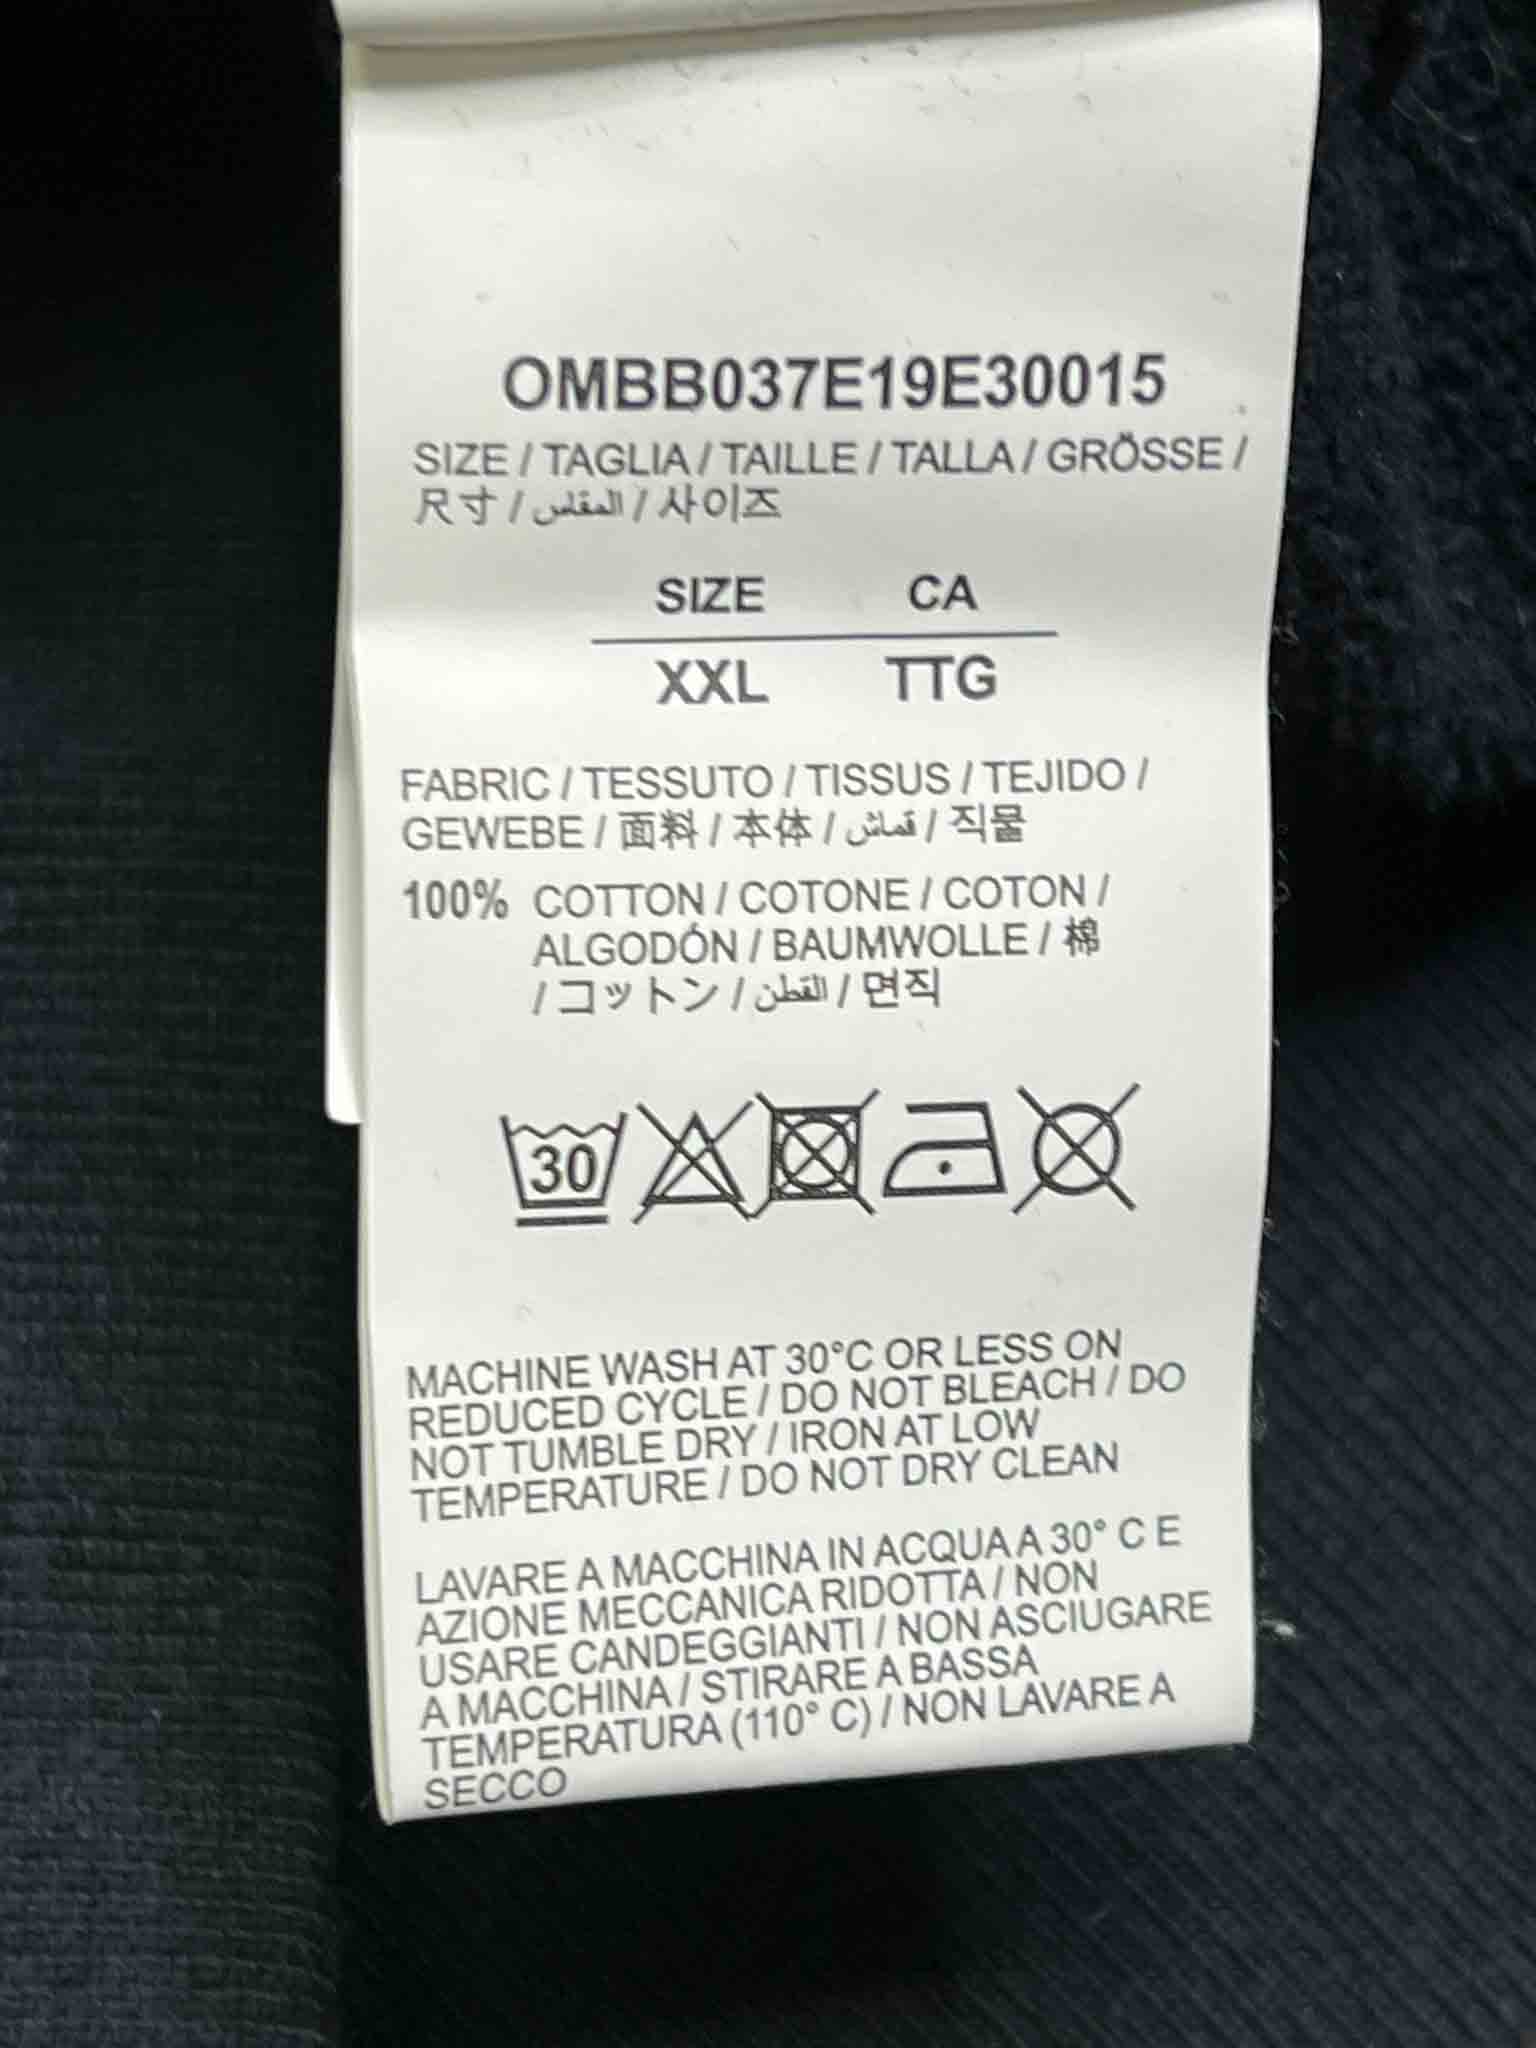 OMBB037E19E30015
SIZE / TAGLIA / TAILLE / TALLA / GRÖSSE /
尺寸 / المقاس / 사이즈
SIZE CA
XXL TTG
FABRIC / TESSUTO / TISSUS / TEJIDO /
GEWEBE / 面料 / 本体 / قماش / 직물
100% COTTON / COTONE / COTON /
ALGODÓN / BAUMWOLLE / 棉
/ コットン / القطن / 면직
30
MACHINE WASH AT 30°C OR LESS ON
REDUCED CYCLE / DO NOT BLEACH / DO
NOT TUMBLE DRY / IRON AT LOW
TEMPERATURE / DO NOT DRY CLEAN
LAVARE A MACCHINA IN ACQUA A 30° C E
AZIONE MECCANICA RIDOTTA / NON
USARE CANDEGGIANTI / NON ASCIUGARE
A MACCHINA / STIRARE A BASSA
TEMPERATURA (110° C) / NON LAVARE A
SECCO